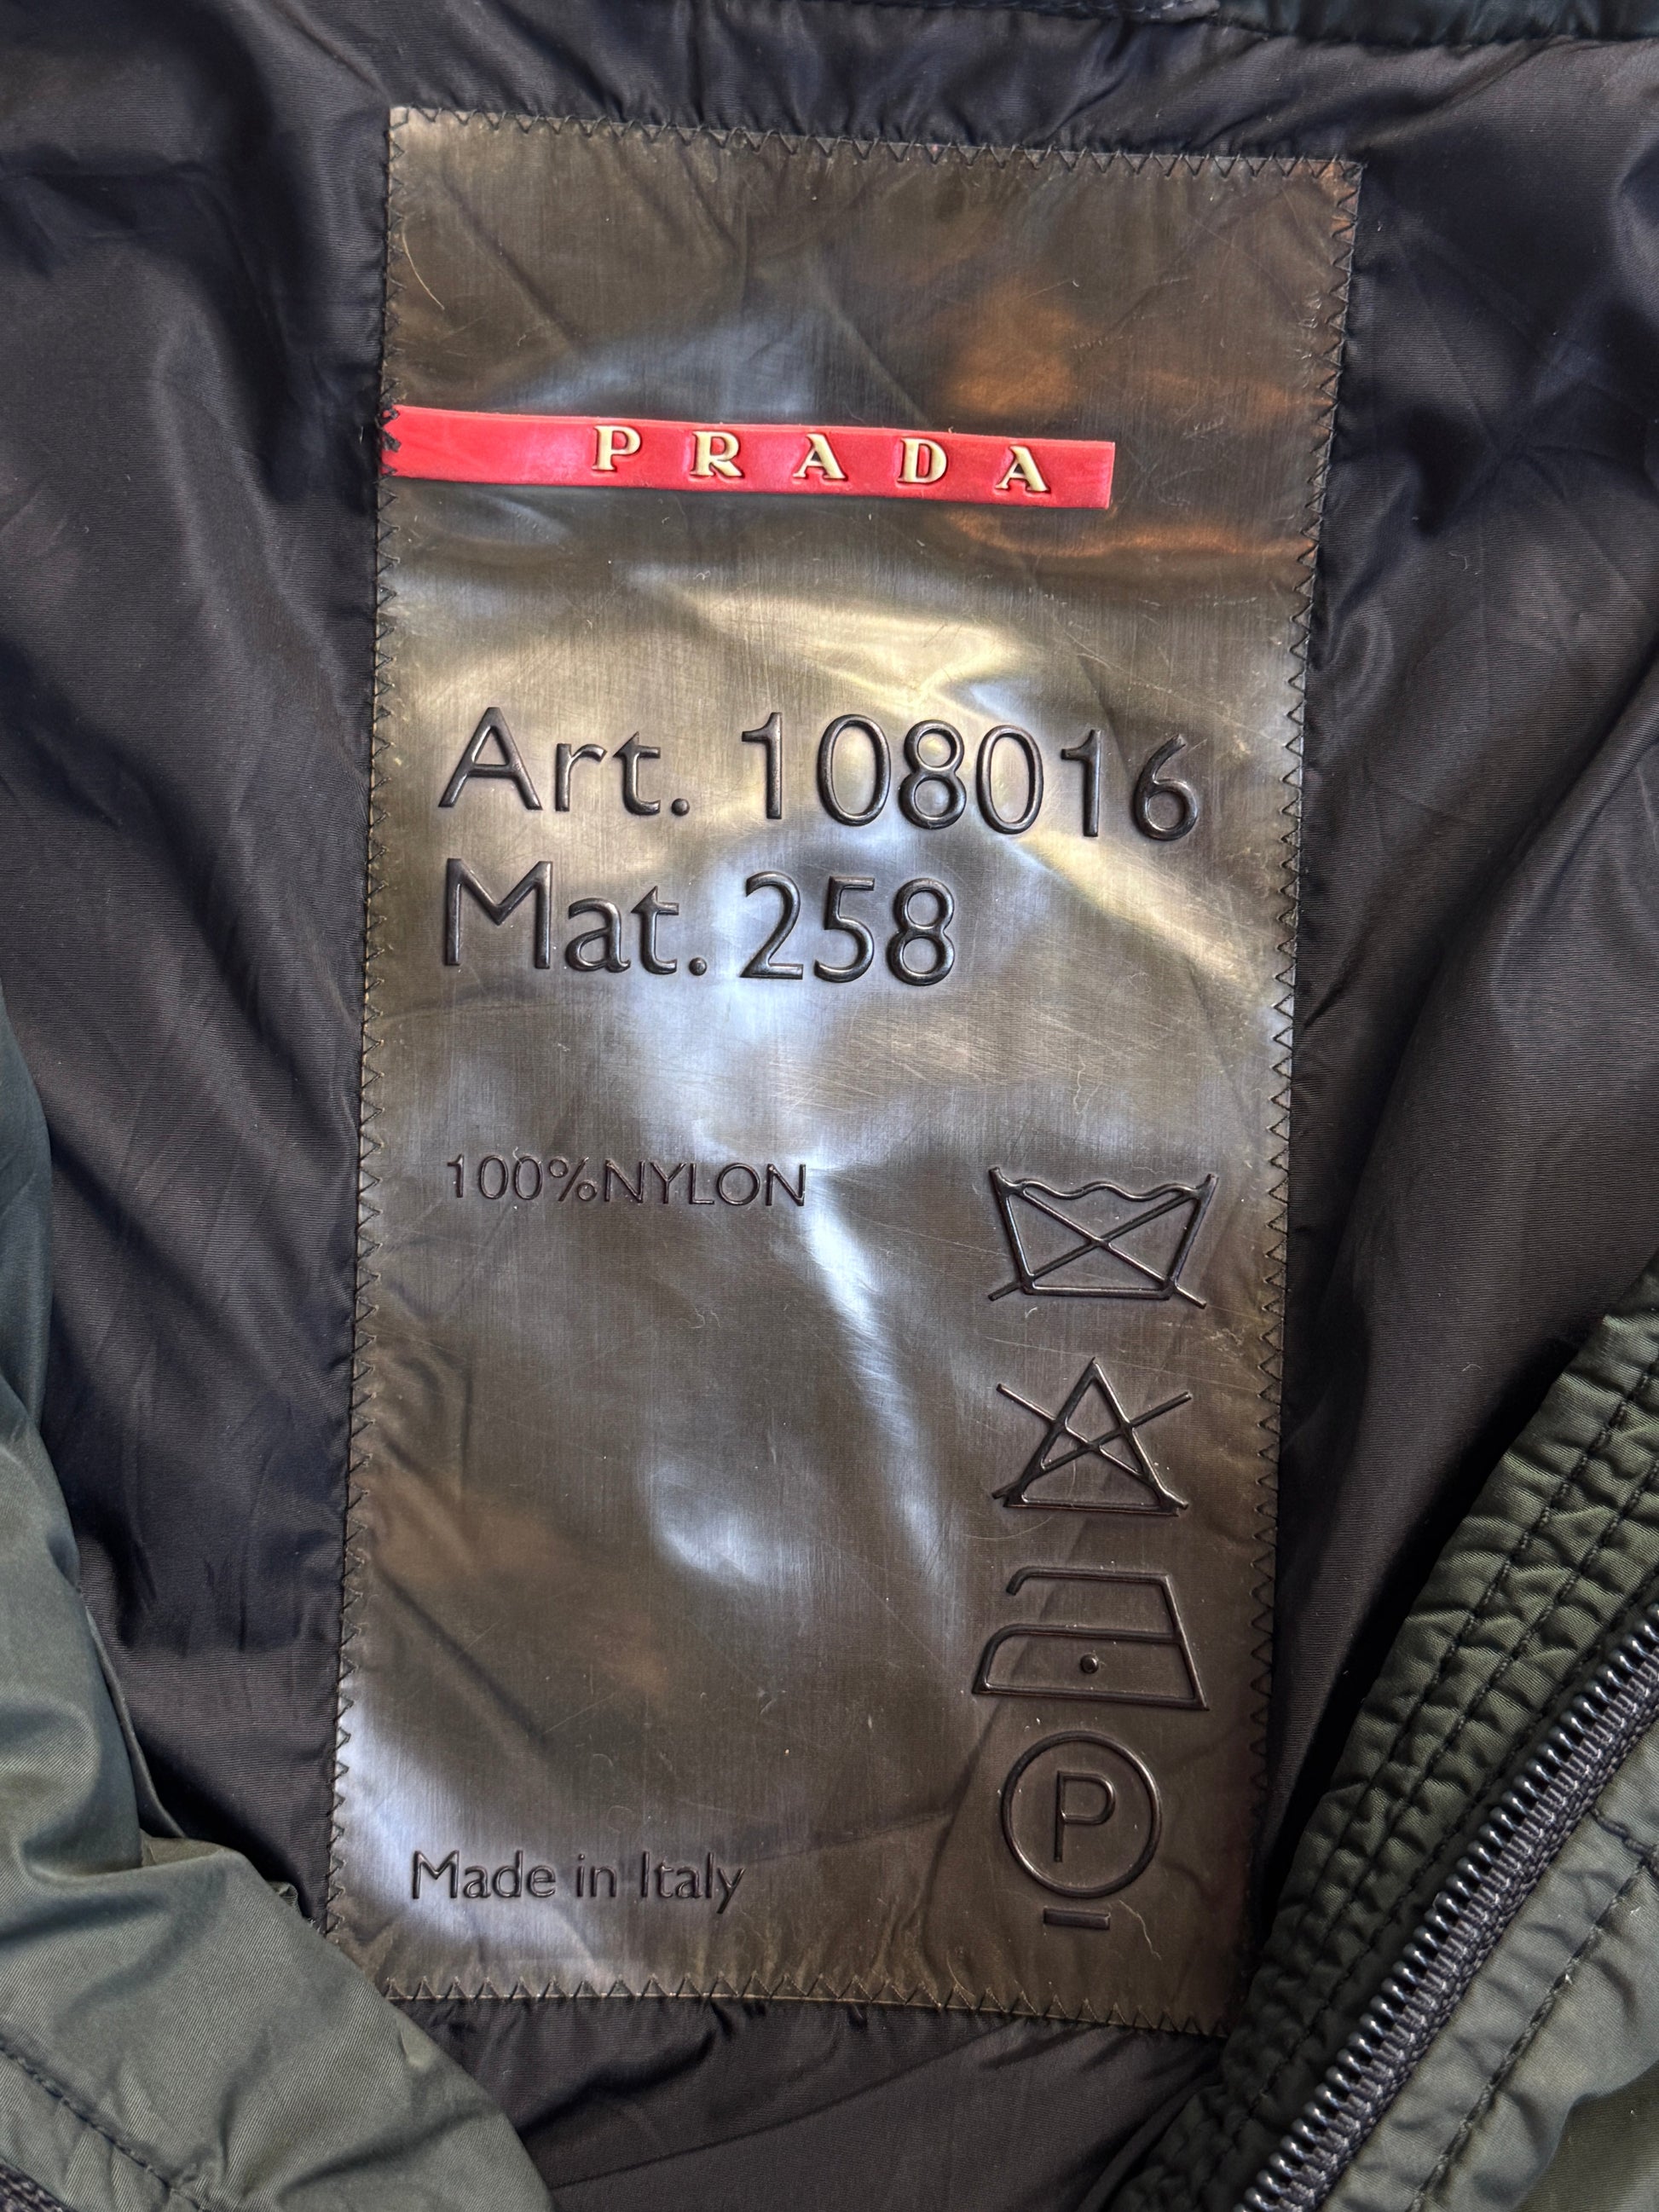 PRADA
Art. 108016
Mat. 258
100%NYLON
P
Made in Italy